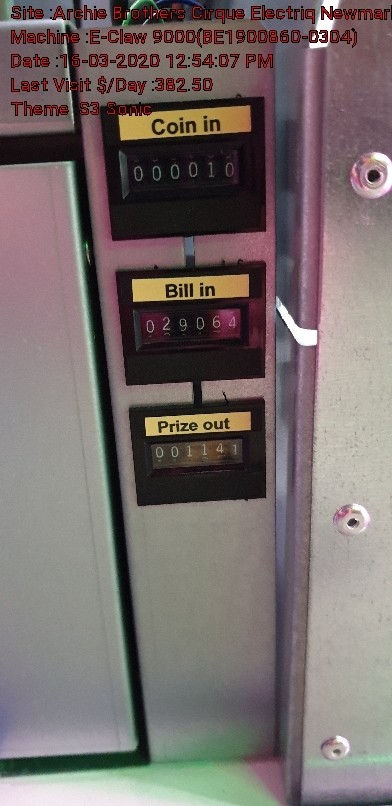 Site :Archie Brothers Cirque Electriq Newmar
Machine :E-Claw 9000(BE1900860-0304)
Date :16-03-2020 12:54:07 PM
Last Visit $/Day :382.50
Theme :S3 Sonic
Coin in
000010
Bill in
029064
Prize out
001141